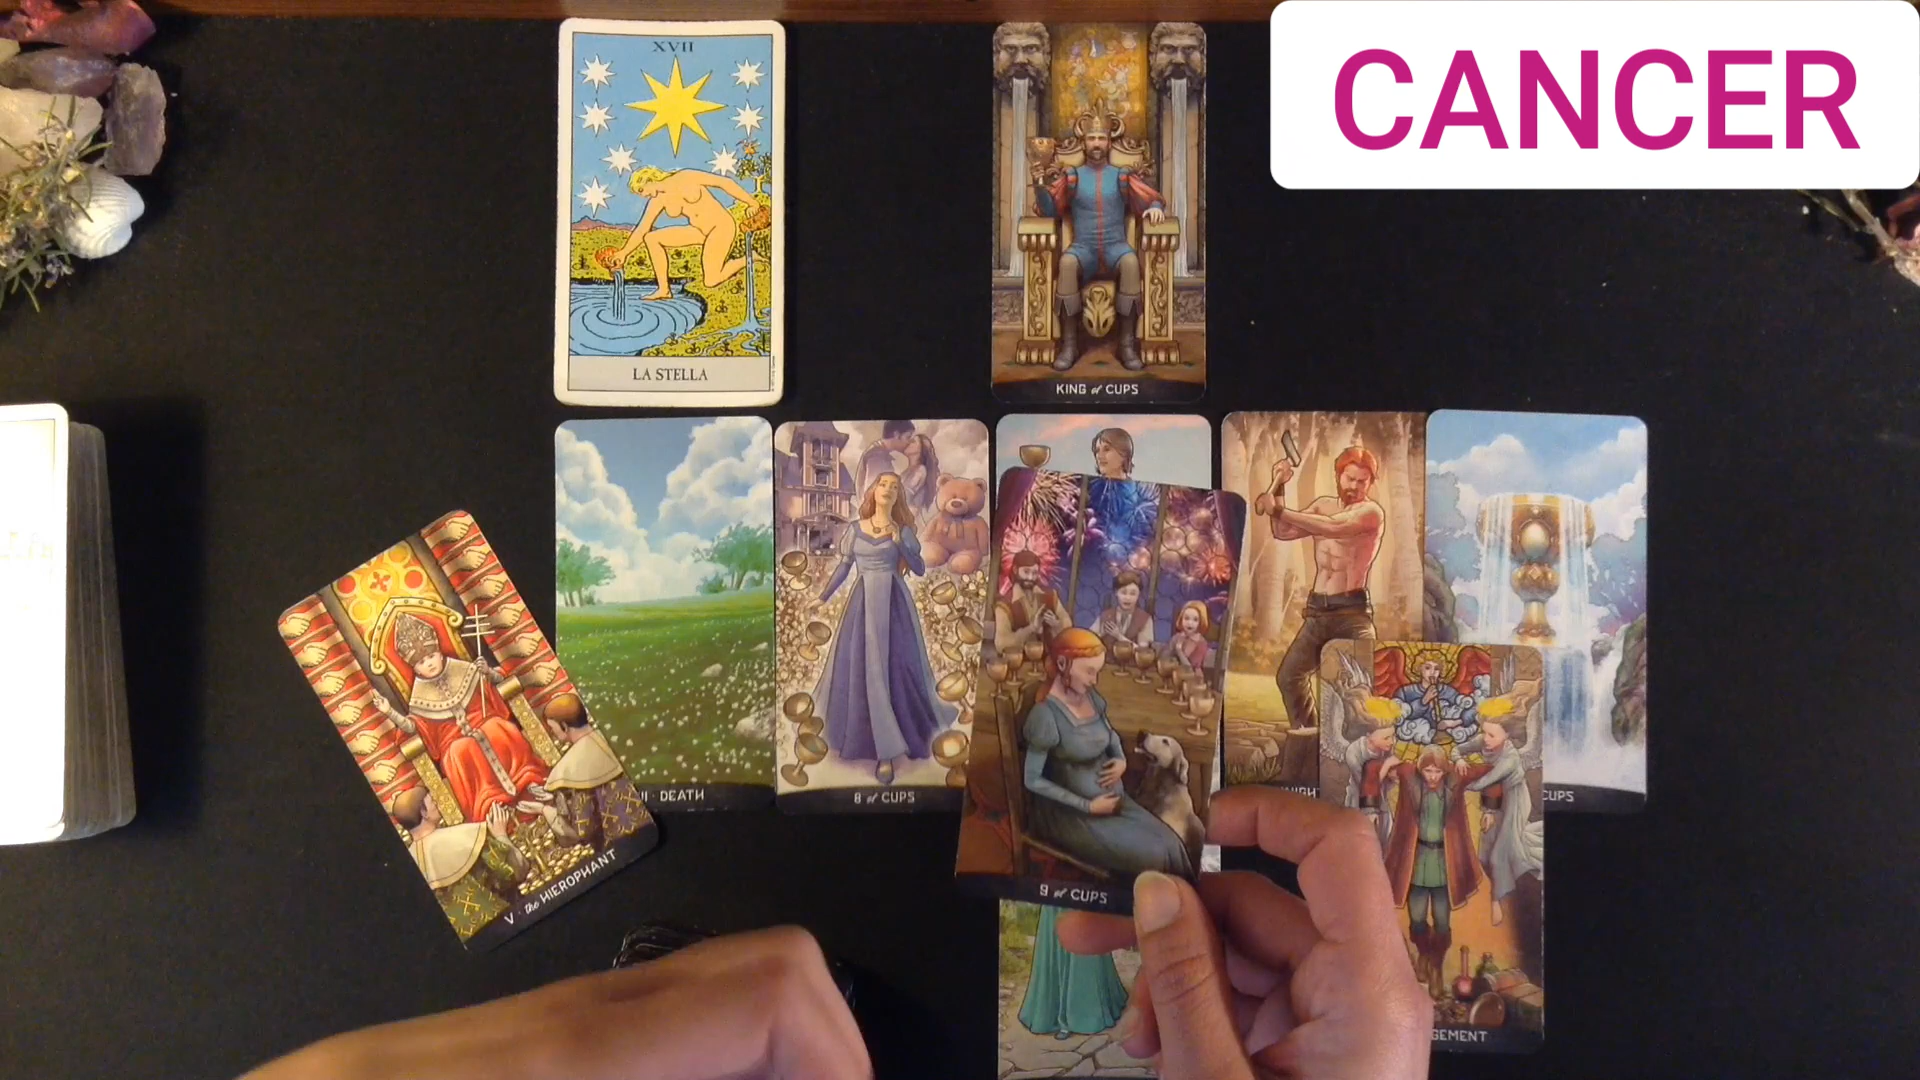 CANCER
XVII
LA STELLA
KING of CUPS
DEATH
8 of CUPS
9 of CUPS
CUPS
V · the HIEROPHANT
GEMENT